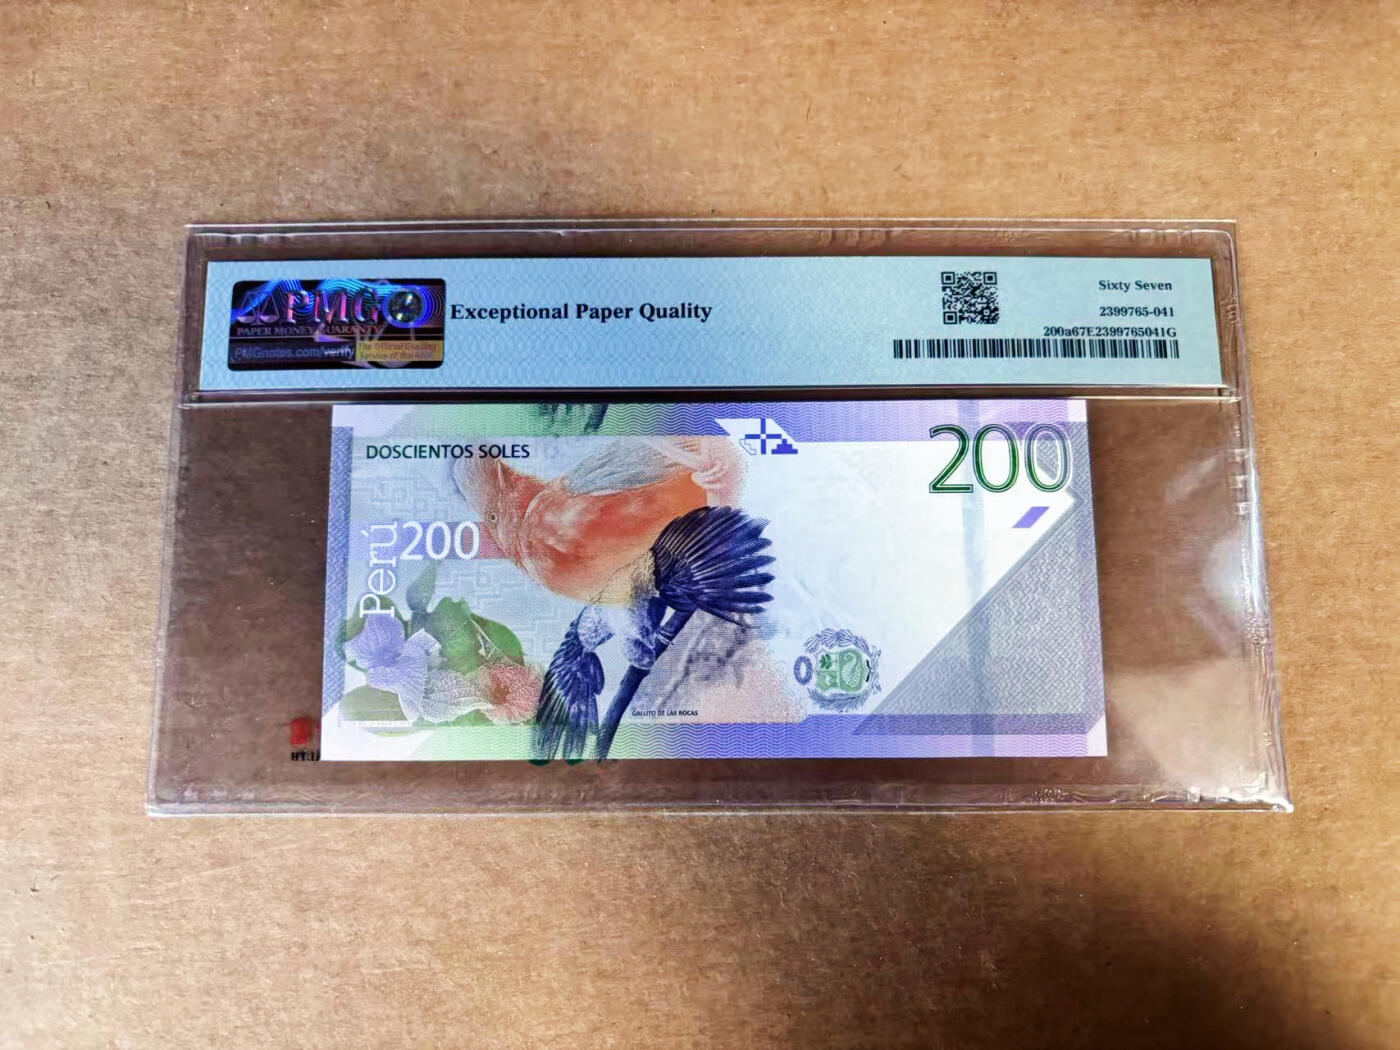 PMG
PAPER MONEY GUARANTY
PMGnotes.com/verify
The Official Grading
Service of the ANA
Exceptional Paper Quality
Sixty Seven
2399765-041
200a67E2399765041G
DOSCIENTOS SOLES
200
Perú
200
GALLITO DE LAS ROCAS